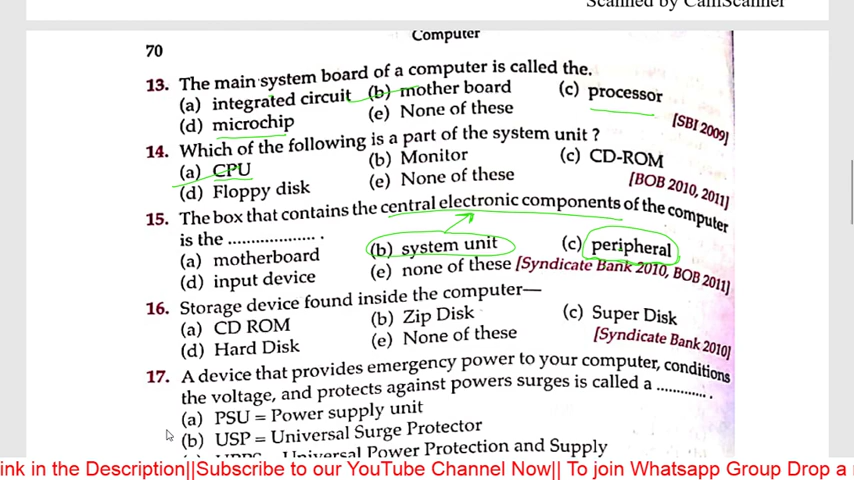 Scanned by CamScanner
Computer
70
13. The main system board of a computer is called the.
(a) integrated circuit (b) mother board (c) processor
(d) microchip (e) None of these
[SBI 2009]
14. Which of the following is a part of the system unit ?
(a) CPU (b) Monitor (c) CD-ROM
(d) Floppy disk (e) None of these
[BOB 2010, 2011]
15. The box that contains the central electronic components of the computer
is the .................... .
(a) motherboard (b) system unit (c) peripheral
(d) input device (e) none of these [Syndicate Bank 2010, BOB 2011]
16. Storage device found inside the computer—
(a) CD ROM (b) Zip Disk (c) Super Disk
(d) Hard Disk (e) None of these
[Syndicate Bank 2010]
17. A device that provides emergency power to your computer, conditions
the voltage, and protects against powers surges is called a ............ .
(a) PSU = Power supply unit
(b) USP = Universal Surge Protector
Universal Power Protection and Supply
ink in the Description||Subscribe to our YouTube Channel Now|| To join Whatsapp Group Drop a